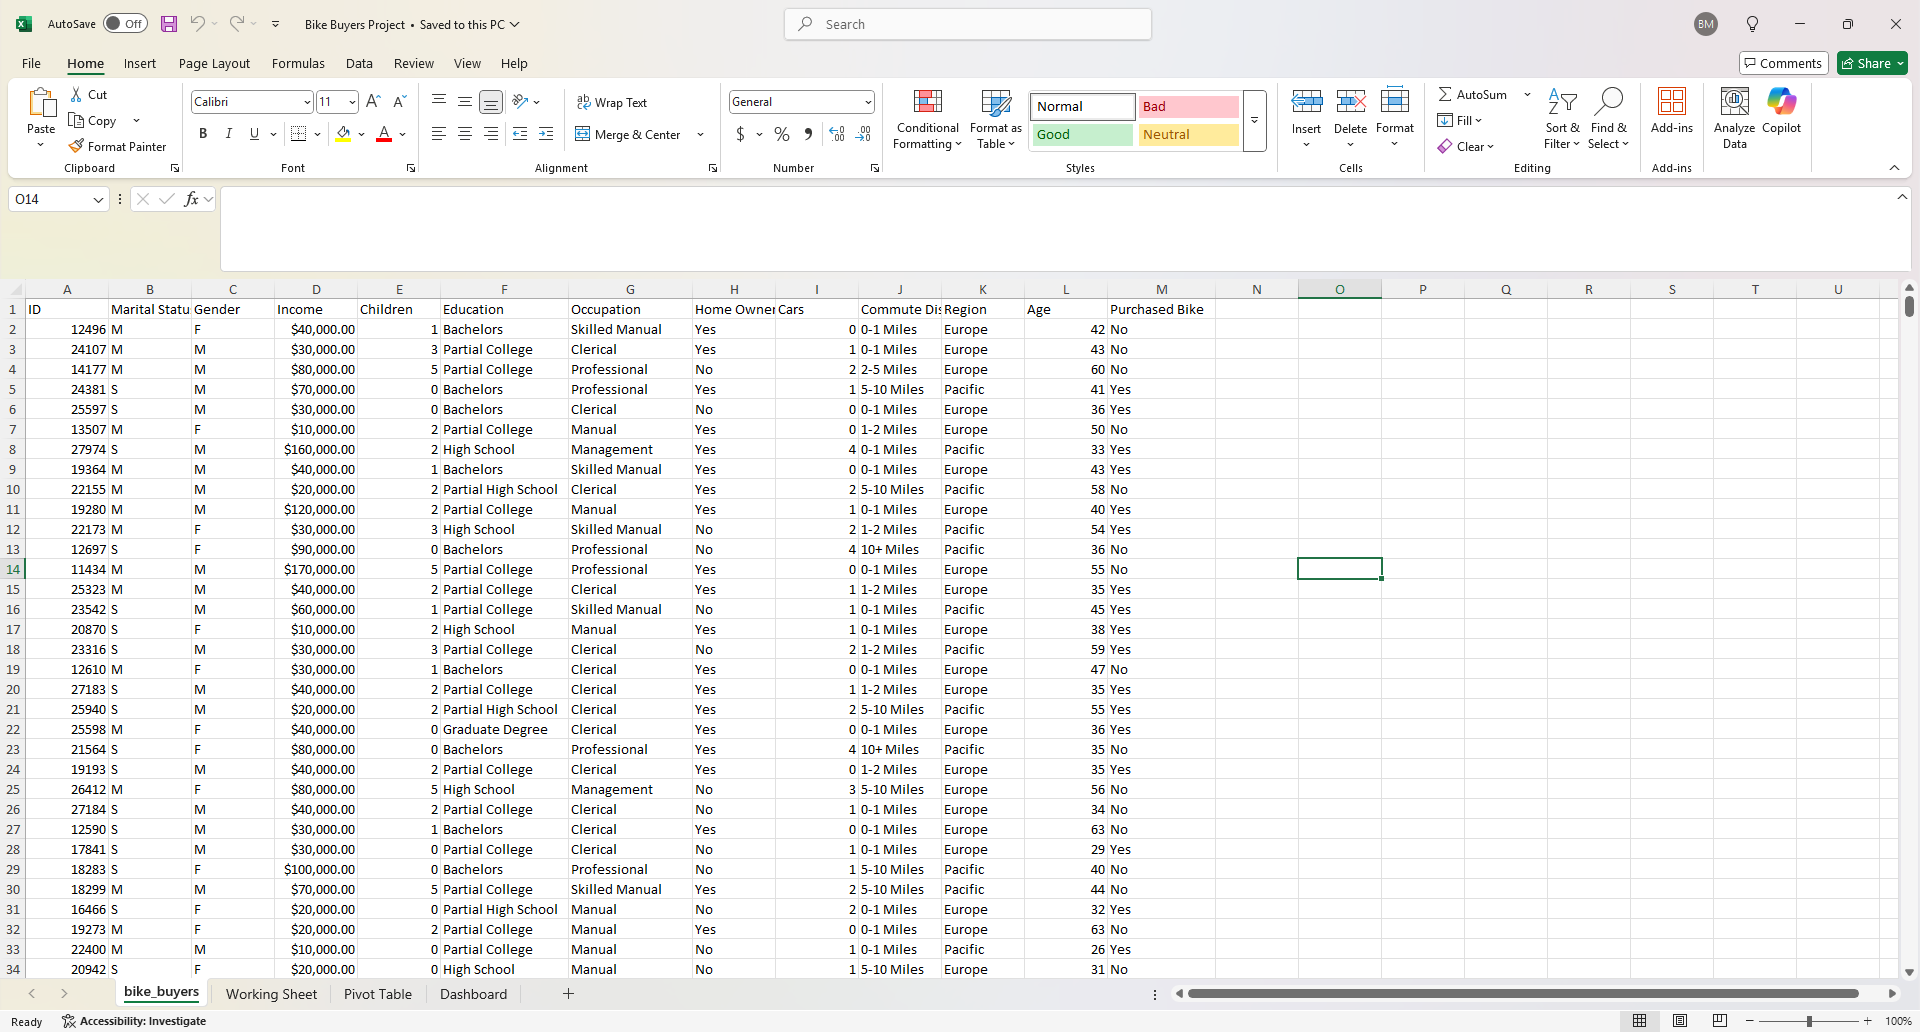 AutoSave Off Bike Buyers Project • Saved to this PC Search BM
File Home Insert Page Layout Formulas Data Review View Help Comments Share
Paste Cut Copy Format Painter Clipboard
Calibri 11 B I U A Font
Wrap Text Merge & Center Alignment
General $ % 9 Number
Conditional Formatting Format as Table Normal Bad Good Neutral Styles
Insert Delete Format Cells
AutoSum Fill Clear Sort & Filter Find & Select Editing
Add-ins Add-ins
Analyze Data Copilot
O14 fx
A B C D E F G H I J K L M N O P Q R S T U
1 ID Marital Statu Gender Income Children Education Occupation Home Owner Cars Commute Dis Region Age Purchased Bike
2 12496 M F $40,000.00 1 Bachelors Skilled Manual Yes 0 0-1 Miles Europe 42 No
3 24107 M M $30,000.00 3 Partial College Clerical Yes 1 0-1 Miles Europe 43 No
4 14177 M M $80,000.00 5 Partial College Professional No 2 2-5 Miles Europe 60 No
5 24381 S M $70,000.00 0 Bachelors Professional Yes 1 5-10 Miles Pacific 41 Yes
6 25597 S M $30,000.00 0 Bachelors Clerical No 0 0-1 Miles Europe 36 Yes
7 13507 M F $10,000.00 2 Partial College Manual Yes 0 1-2 Miles Europe 50 No
8 27974 S M $160,000.00 2 High School Management Yes 4 0-1 Miles Pacific 33 Yes
9 19364 M M $40,000.00 1 Bachelors Skilled Manual Yes 0 0-1 Miles Europe 43 Yes
10 22155 M M $20,000.00 2 Partial High School Clerical Yes 2 5-10 Miles Pacific 58 No
11 19280 M M $120,000.00 2 Partial College Manual Yes 1 0-1 Miles Europe 40 Yes
12 22173 M F $30,000.00 3 High School Skilled Manual No 2 1-2 Miles Pacific 54 Yes
13 12697 S F $90,000.00 0 Bachelors Professional No 4 10+ Miles Pacific 36 No
14 11434 M M $170,000.00 5 Partial College Professional Yes 0 0-1 Miles Europe 55 No
15 25323 M M $40,000.00 2 Partial College Clerical Yes 1 1-2 Miles Europe 35 Yes
16 23542 S M $60,000.00 1 Partial College Skilled Manual No 1 0-1 Miles Pacific 45 Yes
17 20870 S F $10,000.00 2 High School Manual Yes 1 0-1 Miles Europe 38 Yes
18 23316 S M $30,000.00 3 Partial College Clerical No 2 1-2 Miles Pacific 59 Yes
19 12610 M F $30,000.00 1 Bachelors Clerical Yes 0 0-1 Miles Europe 47 No
20 27183 S M $40,000.00 2 Partial College Clerical Yes 1 1-2 Miles Europe 35 Yes
21 25940 S M $20,000.00 2 Partial High School Clerical Yes 2 5-10 Miles Pacific 55 Yes
22 25598 M F $40,000.00 0 Graduate Degree Clerical Yes 0 0-1 Miles Europe 36 Yes
23 21564 S F $80,000.00 0 Bachelors Professional Yes 4 10+ Miles Pacific 35 No
24 19193 S M $40,000.00 2 Partial College Clerical Yes 0 1-2 Miles Europe 35 Yes
25 26412 M F $80,000.00 5 High School Management No 3 5-10 Miles Europe 56 No
26 27184 S M $40,000.00 2 Partial College Clerical No 1 0-1 Miles Europe 34 No
27 12590 S M $30,000.00 1 Bachelors Clerical Yes 0 0-1 Miles Europe 63 No
28 17841 S M $30,000.00 0 Partial College Clerical No 1 0-1 Miles Europe 29 Yes
29 18283 S F $100,000.00 0 Bachelors Professional No 1 5-10 Miles Pacific 40 No
30 18299 M M $70,000.00 5 Partial College Skilled Manual Yes 2 5-10 Miles Pacific 44 No
31 16466 S F $20,000.00 0 Partial High School Manual No 2 0-1 Miles Europe 32 Yes
32 19273 M F $20,000.00 2 Partial College Manual Yes 0 0-1 Miles Europe 63 No
33 22400 M M $10,000.00 0 Partial College Manual No 1 0-1 Miles Pacific 26 Yes
34 20942 S F $20,000.00 0 High School Manual No 1 5-10 Miles Europe 31 No
bike_buyers Working Sheet Pivot Table Dashboard
Ready Accessibility: Investigate 100%